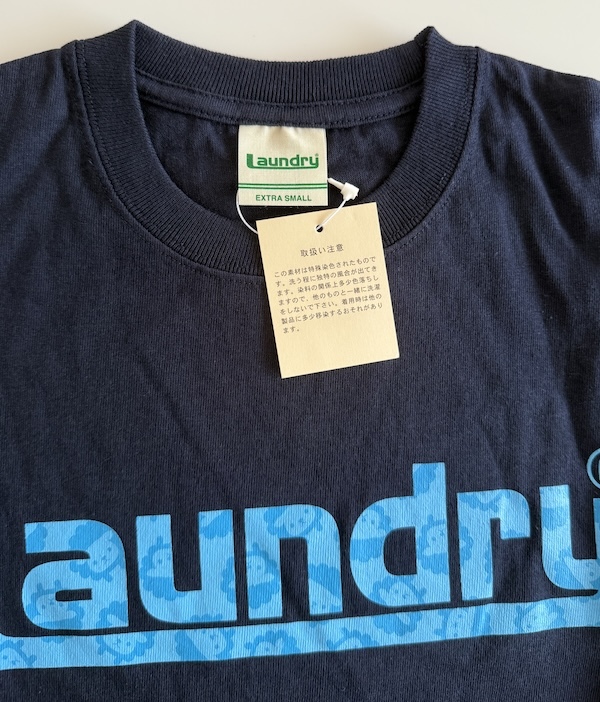 Laundry
EXTRA SMALL
取扱い注意
この素材は特殊染色されたもので
す。洗う程に独特の風合が出てき
ます。染料の関係上多少色落ちし
ますので、他のものと一緒に洗濯
をしないで下さい。着用時は他の
製品に多少移染するおそれがあり
ます。
aundry